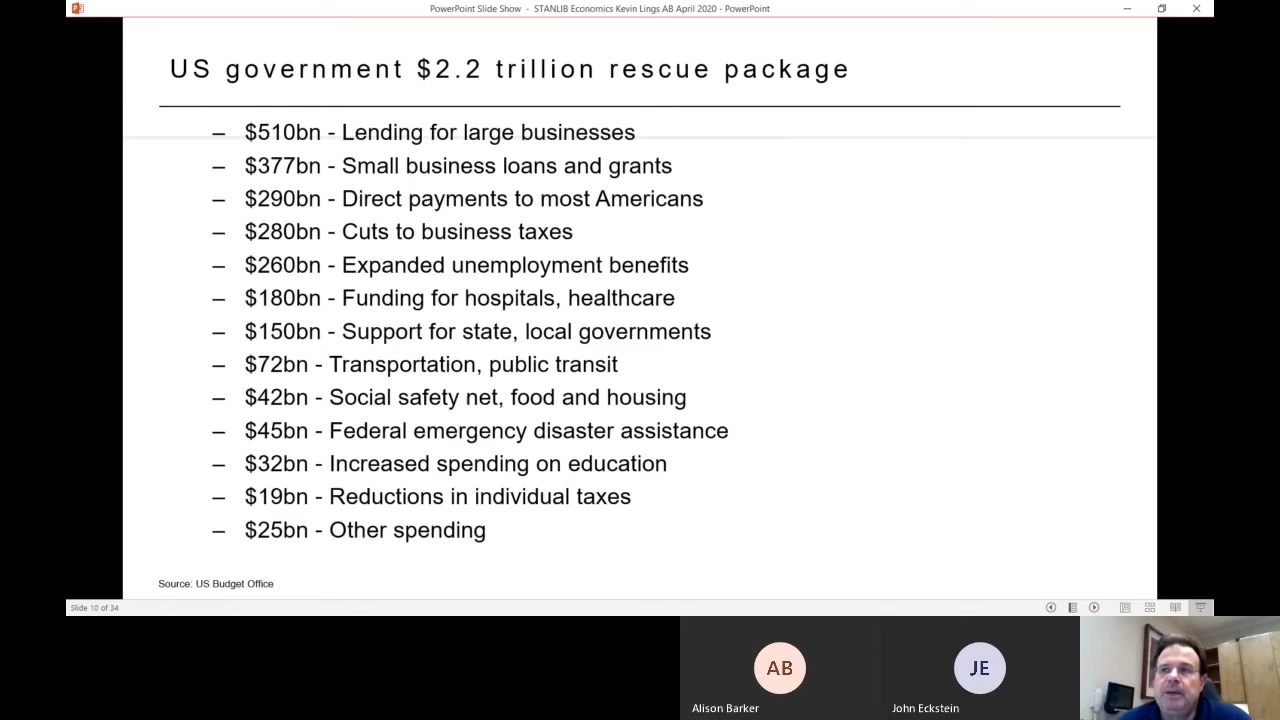 PowerPoint Slide Show - STANLIB Economics Kevin Lings AB April 2020 - PowerPoint
US government $2.2 trillion rescue package
– $510bn - Lending for large businesses
– $377bn - Small business loans and grants
– $290bn - Direct payments to most Americans
– $280bn - Cuts to business taxes
– $260bn - Expanded unemployment benefits
– $180bn - Funding for hospitals, healthcare
– $150bn - Support for state, local governments
– $72bn - Transportation, public transit
– $42bn - Social safety net, food and housing
– $45bn - Federal emergency disaster assistance
– $32bn - Increased spending on education
– $19bn - Reductions in individual taxes
– $25bn - Other spending
Source: US Budget Office
Slide 10 of 34
AB
JE
Alison Barker
John Eckstein